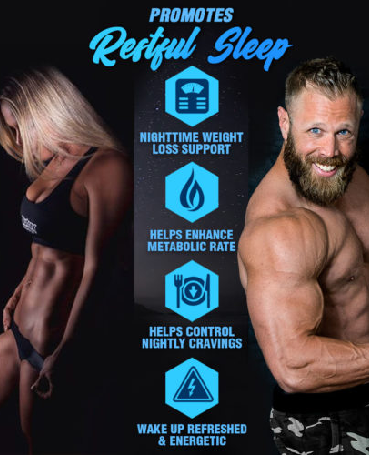 PROMOTES
Restful Sleep
NIGHTTIME WEIGHT
LOSS SUPPORT
HELPS ENHANCE
METABOLIC RATE
HELPS CONTROL
NIGHTLY CRAVINGS
WAKE UP REFRESHED
& ENERGETIC